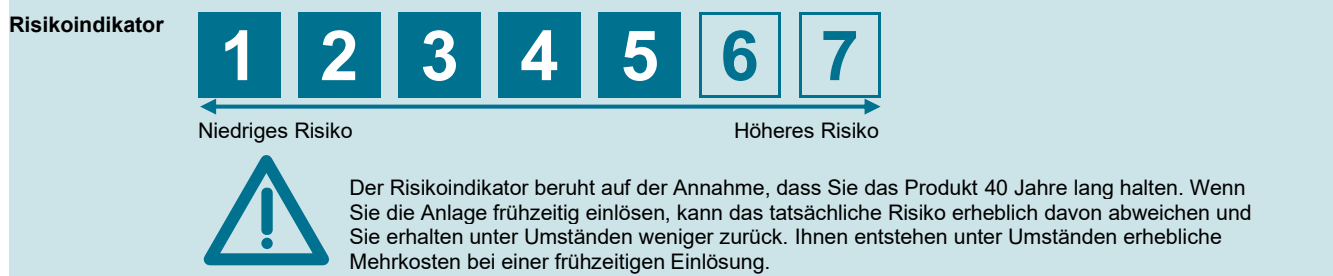 Risikoindikator
1 2 3 4 5 6 7
Niedriges Risiko Höheres Risiko
Der Risikoindikator beruht auf der Annahme, dass Sie das Produkt 40 Jahre lang halten. Wenn
Sie die Anlage frühzeitig einlösen, kann das tatsächliche Risiko erheblich davon abweichen und
Sie erhalten unter Umständen weniger zurück. Ihnen entstehen unter Umständen erhebliche
Mehrkosten bei einer frühzeitigen Einlösung.